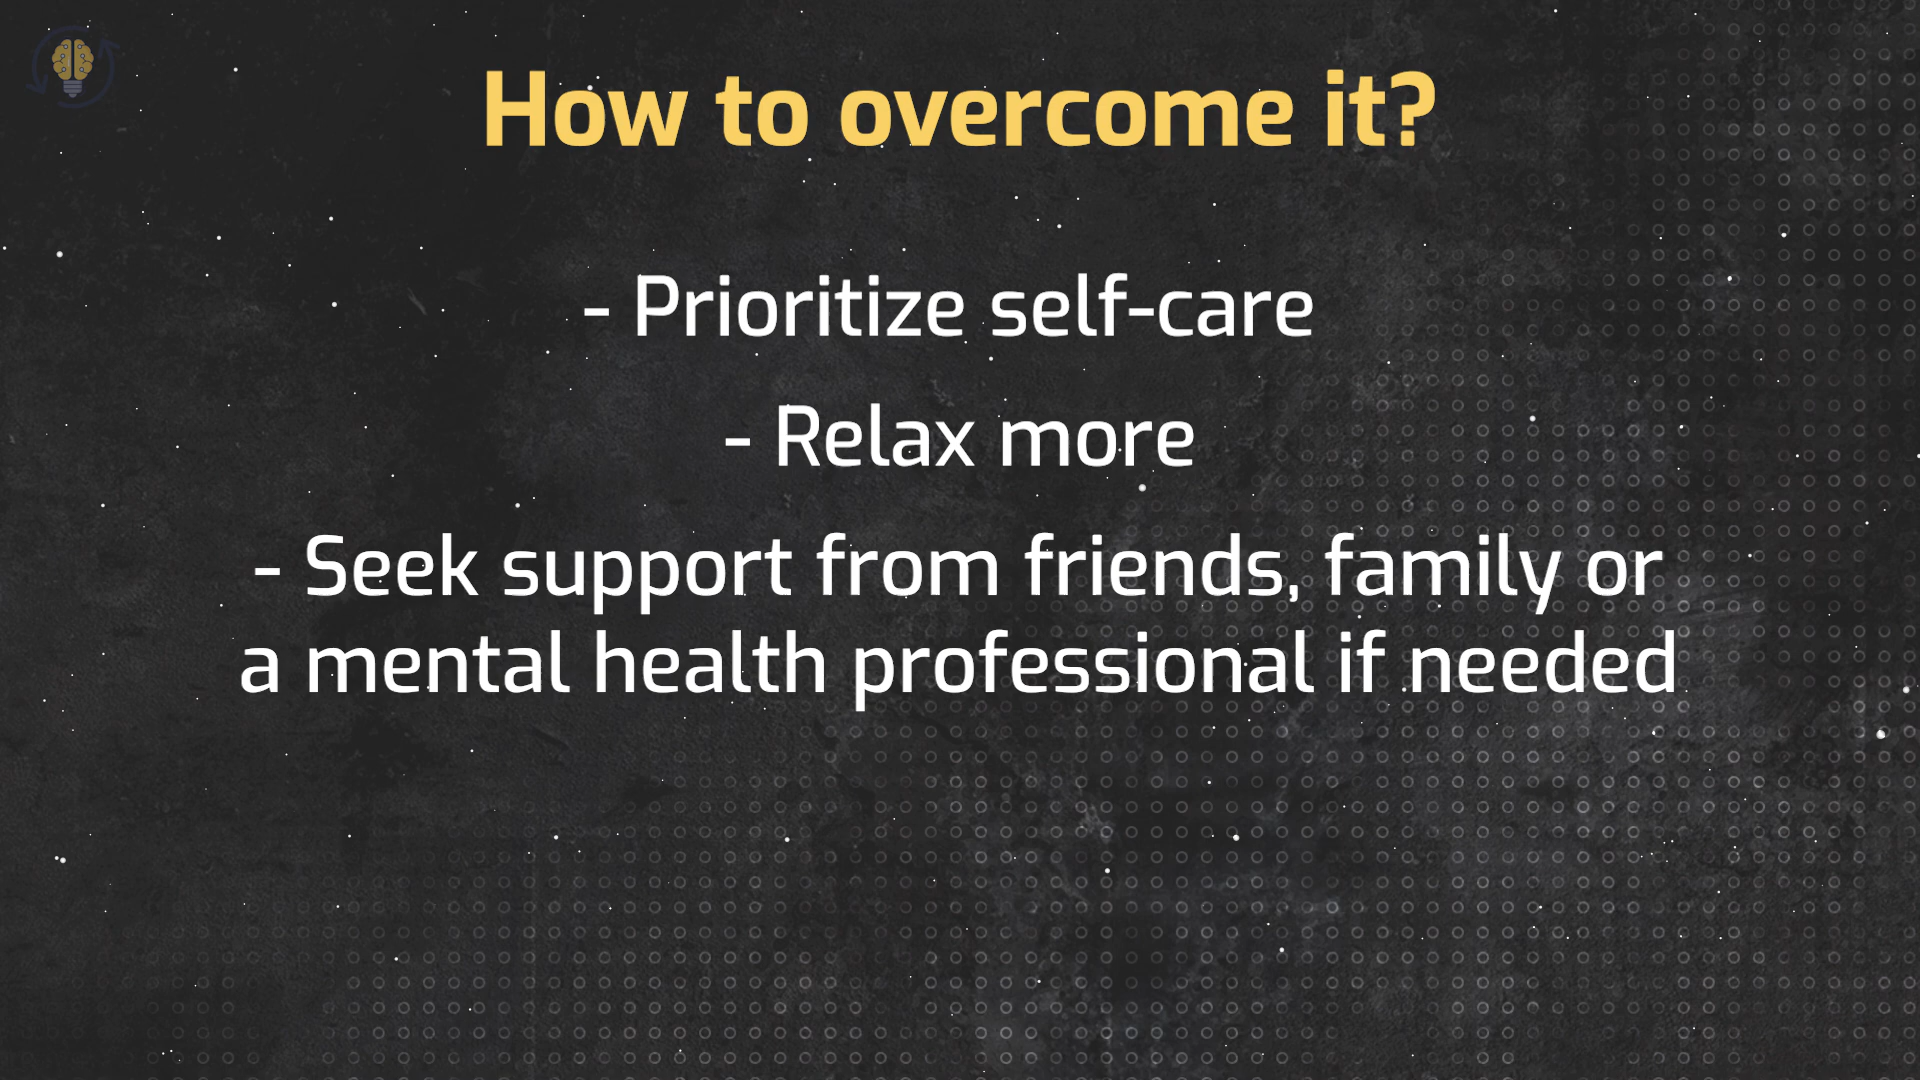 How to overcome it?
- Prioritize self-care
- Relax more
- Seek support from friends, family or
a mental health professional if needed